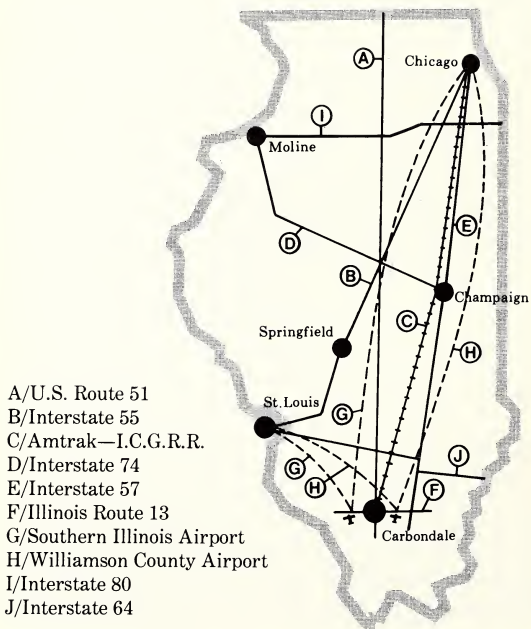 A
Chicago
I
Moline
E
D
B
Champaign
C
Springfield
H
A/U.S. Route 51
St. Louis
B/Interstate 55
G
C/Amtrak—I.C.G.R.R.
D/Interstate 74
J
E/Interstate 57
G
F/Illinois Route 13
H
F
G/Southern Illinois Airport
Carbondale
H/Williamson County Airport
I/Interstate 80
J/Interstate 64